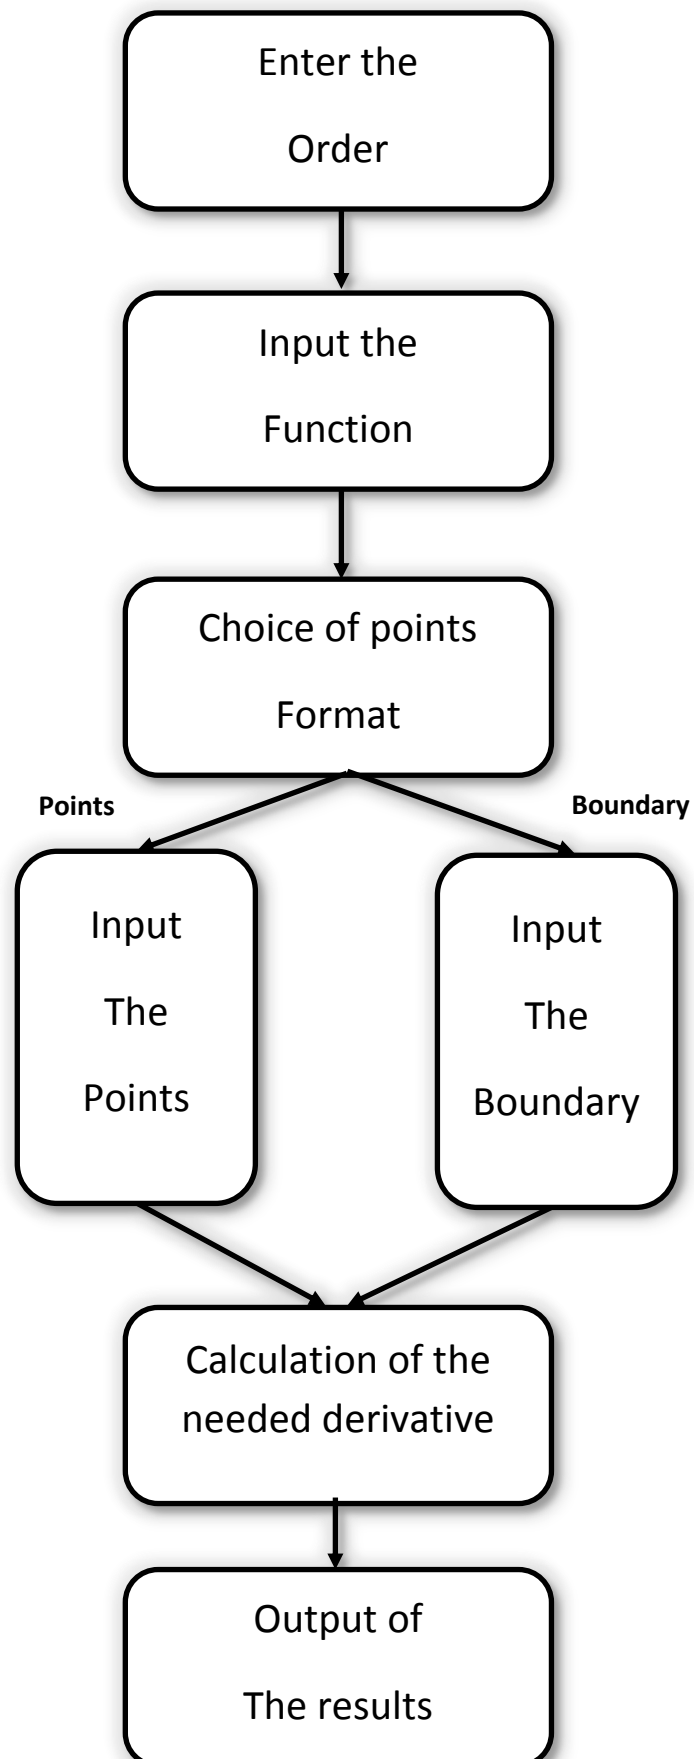 Enter the
Order
Input the
Function
Choice of points
Format
Points
Boundary
Input
The
Points
Input
The
Boundary
Calculation of the
needed derivative
Output of
The results